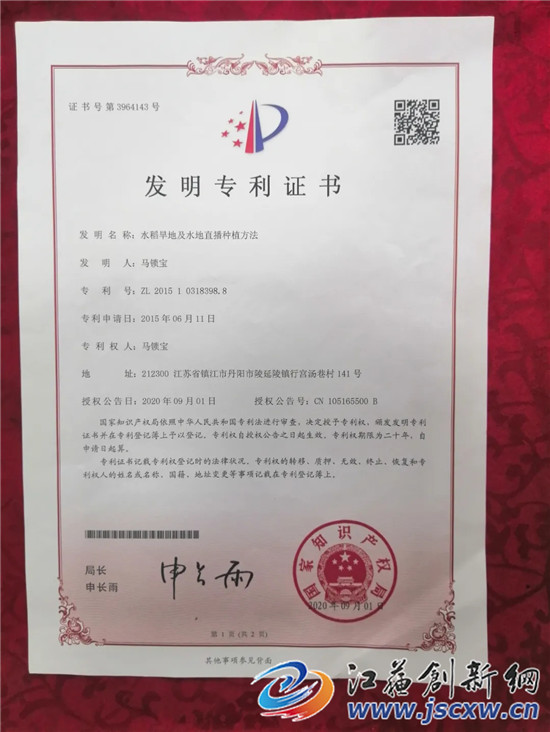 证书号第3964143号
发明专利证书
发明名称：水稻旱地及水地直播种植方法
发明人：马锁宝
专利号：ZL 2015 1 0318398.8
专利申请日：2015年06月11日
专利权人：马锁宝
地址：212300 江苏省镇江市丹阳市陵延陵镇行宫汤巷村141号
授权公告日：2020年09月01日 授权公告号：CN 105165500 B
国家知识产权局依照中华人民共和国专利法进行审查，决定授予专利权，颁发发明专利
证书并在专利登记簿上予以登记。专利权自授权公告之日起生效。专利权期限为二十年，自
申请日起算。
专利证书记载专利权登记时的法律状况。专利权的转移、质押、无效、终止、恢复和专
利权人的姓名或名称、国籍、地址变更等事项记载在专利登记簿上。
局长
申长雨
申长雨
国家知识产权局
2020年09月01日
第 1 页 (共 2 页)
其他事项参见背面
江苏創新網
www.jscxw.cn